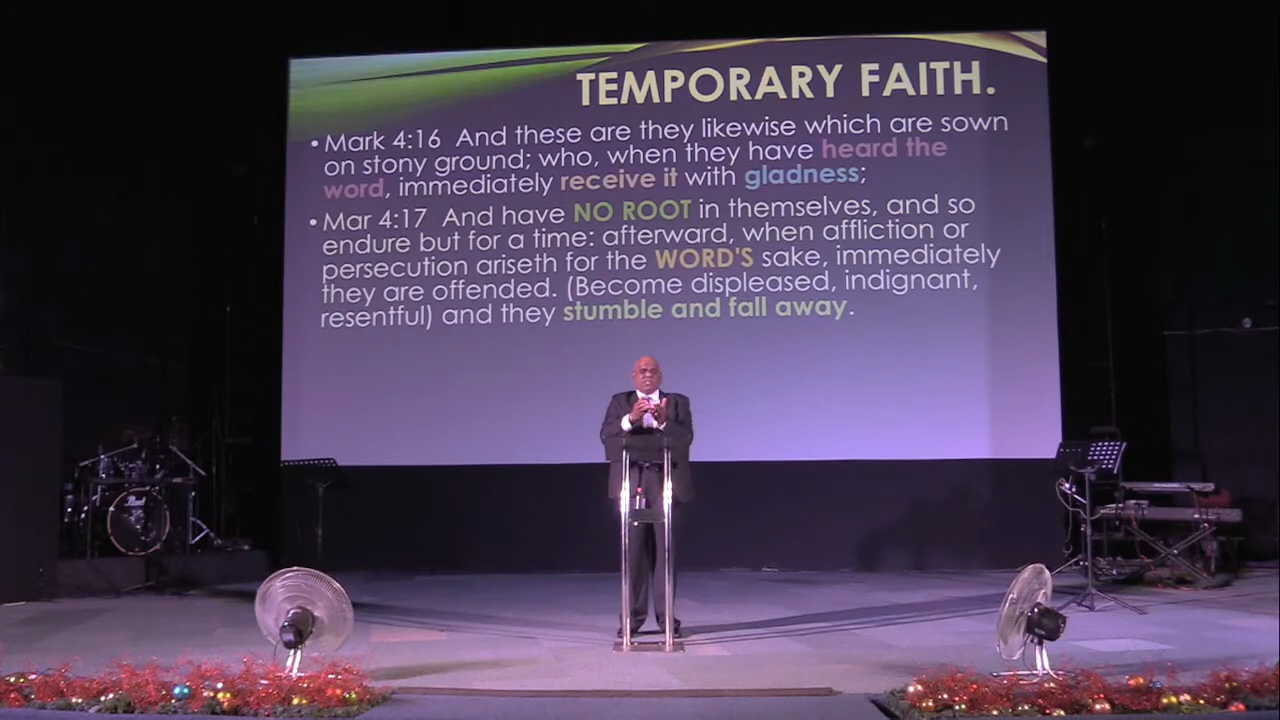 TEMPORARY FAITH.
• Mark 4:16 And these are they likewise which are sown
on stony ground; who, when they have heard the
word, immediately receive it with gladness;
• Mar 4:17 And have NO ROOT in themselves, and so
endure but for a time: afterward, when affliction or
persecution ariseth for the WORD'S sake, immediately
they are offended. (Become displeased, indignant,
resentful) and they stumble and fall away.
Pearl